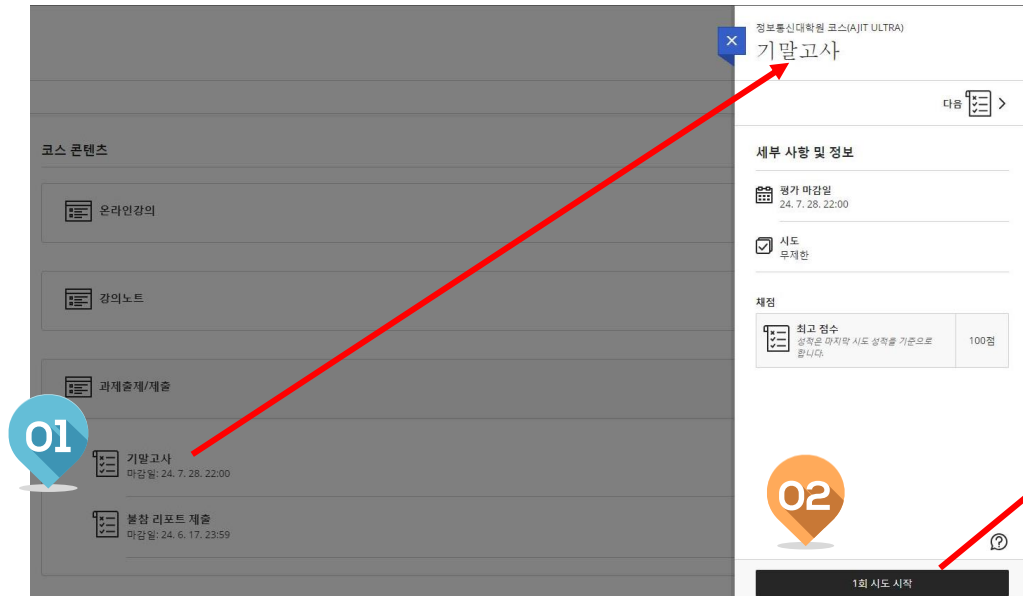 정보통신대학원 코스(AJIT ULTRA)
기말고사
다음
코스 콘텐츠
온라인강의
강의노트
과제출제/제출
01
기말고사
마감일: 24. 7. 28. 22:00
불참 리포트 제출
마감일: 24. 6. 17. 23:59
세부 사항 및 정보
평가 마감일
24. 7. 28. 22:00
시도
무제한
채점
최고 점수
성적은 마지막 시도 성적을 기준으로
합니다.
100점
02
1회 시도 시작